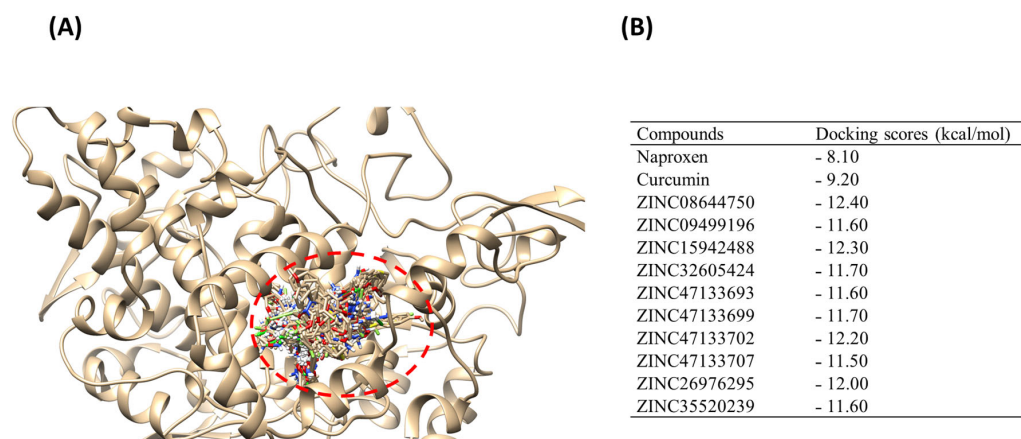 (A)
(B)
Compounds Docking scores (kcal/mol)
Naproxen - 8.10
Curcumin - 9.20
ZINC08644750 - 12.40
ZINC09499196 - 11.60
ZINC15942488 - 12.30
ZINC32605424 - 11.70
ZINC47133693 - 11.60
ZINC47133699 - 11.70
ZINC47133702 - 12.20
ZINC47133707 - 11.50
ZINC26976295 - 12.00
ZINC35520239 - 11.60